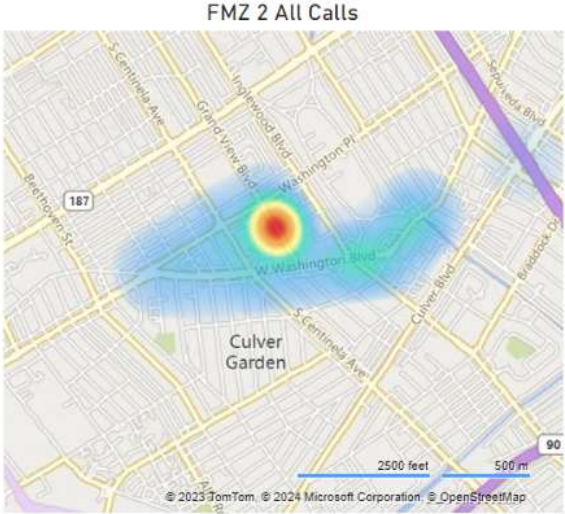 FMZ 2 All Calls
S Centinela Ave
Grand View Blvd
Inglewood Blvd
Sepulveda Blvd
Washington Pl
Beethoven St
187
W Washington Blvd
Braddock Dr
Culver Blvd
S Centinela Ave
Culver
Garden
90
2500 feet
500 m
© 2023 TomTom, © 2024 Microsoft Corporation, © OpenStreetMap